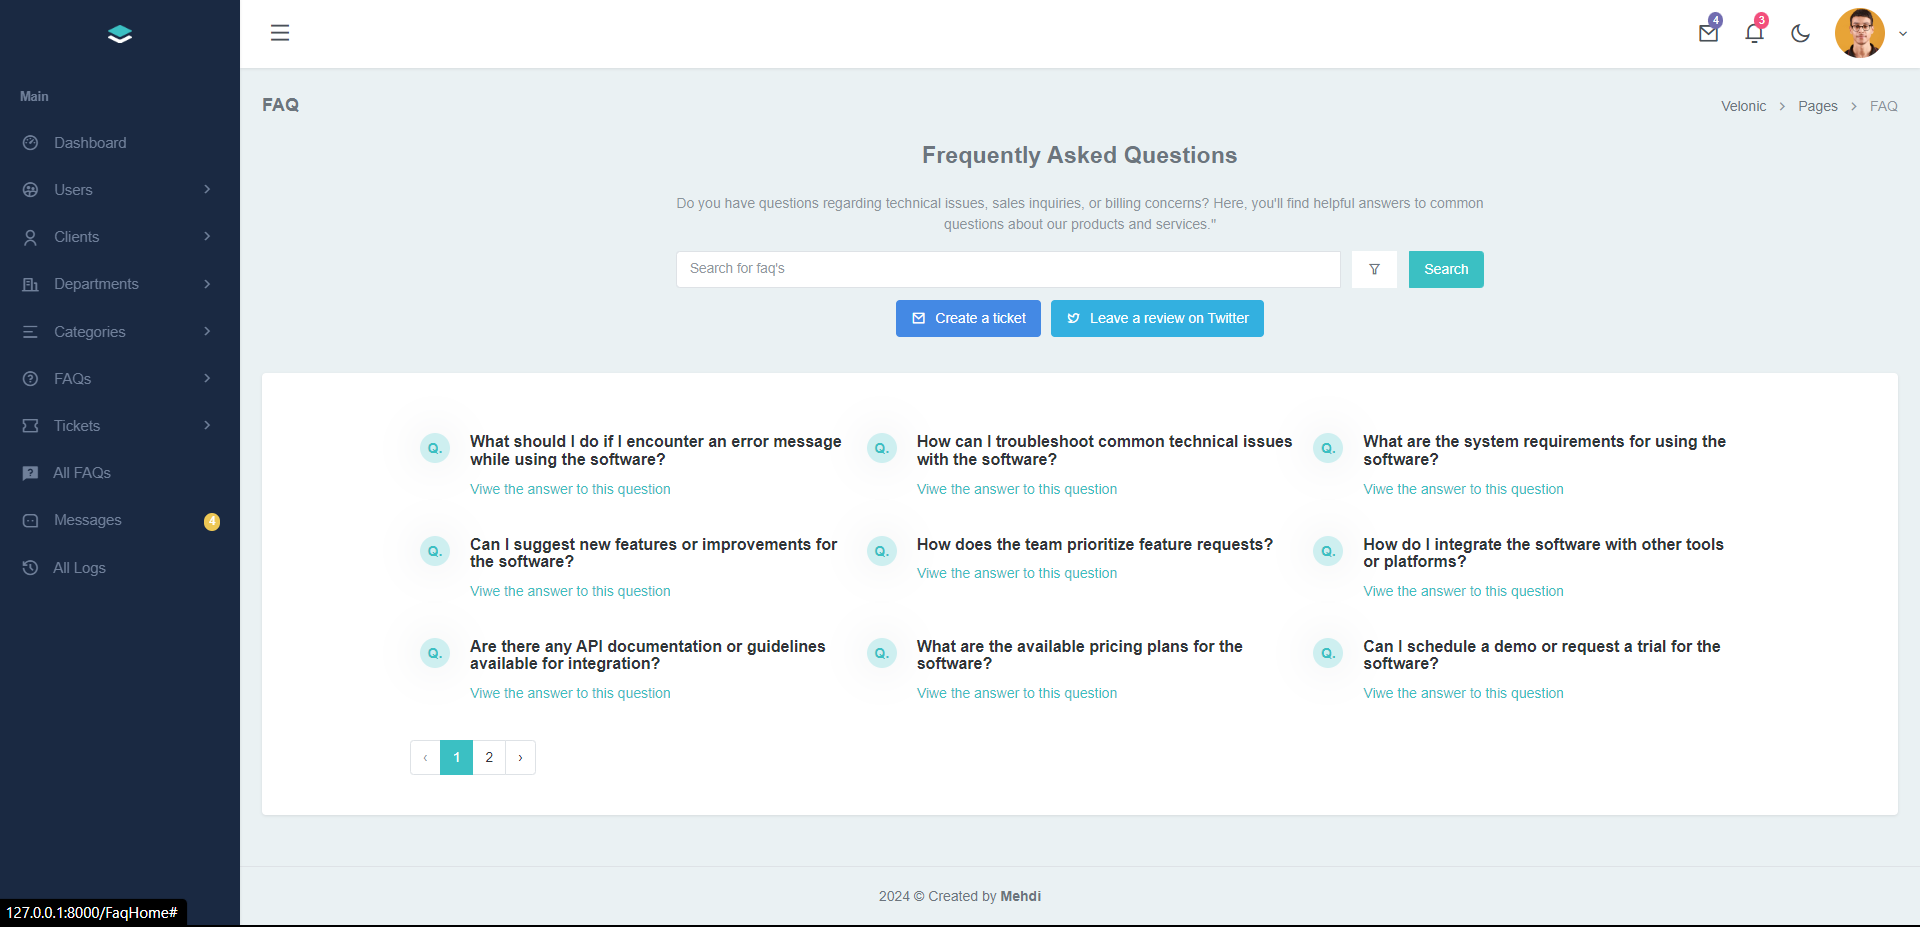 Main
Dashboard
Users
Clients
Departments
Categories
FAQs
Tickets
All FAQs
Messages
4
All Logs
4
3
FAQ
Velonic > Pages > FAQ
Frequently Asked Questions
Do you have questions regarding technical issues, sales inquiries, or billing concerns? Here, you'll find helpful answers to common
questions about our products and services."
Search for faq's
Search
Create a ticket
Leave a review on Twitter
Q.
What should I do if I encounter an error message
while using the software?
Viwe the answer to this question
Q.
How can I troubleshoot common technical issues
with the software?
Viwe the answer to this question
Q.
What are the system requirements for using the
software?
Viwe the answer to this question
Q.
Can I suggest new features or improvements for
the software?
Viwe the answer to this question
Q.
How does the team prioritize feature requests?
Viwe the answer to this question
Q.
How do I integrate the software with other tools
or platforms?
Viwe the answer to this question
Q.
Are there any API documentation or guidelines
available for integration?
Viwe the answer to this question
Q.
What are the available pricing plans for the
software?
Viwe the answer to this question
Q.
Can I schedule a demo or request a trial for the
software?
Viwe the answer to this question
‹ 1 2 ›
2024 © Created by Mehdi
127.0.0.1:8000/FaqHome#